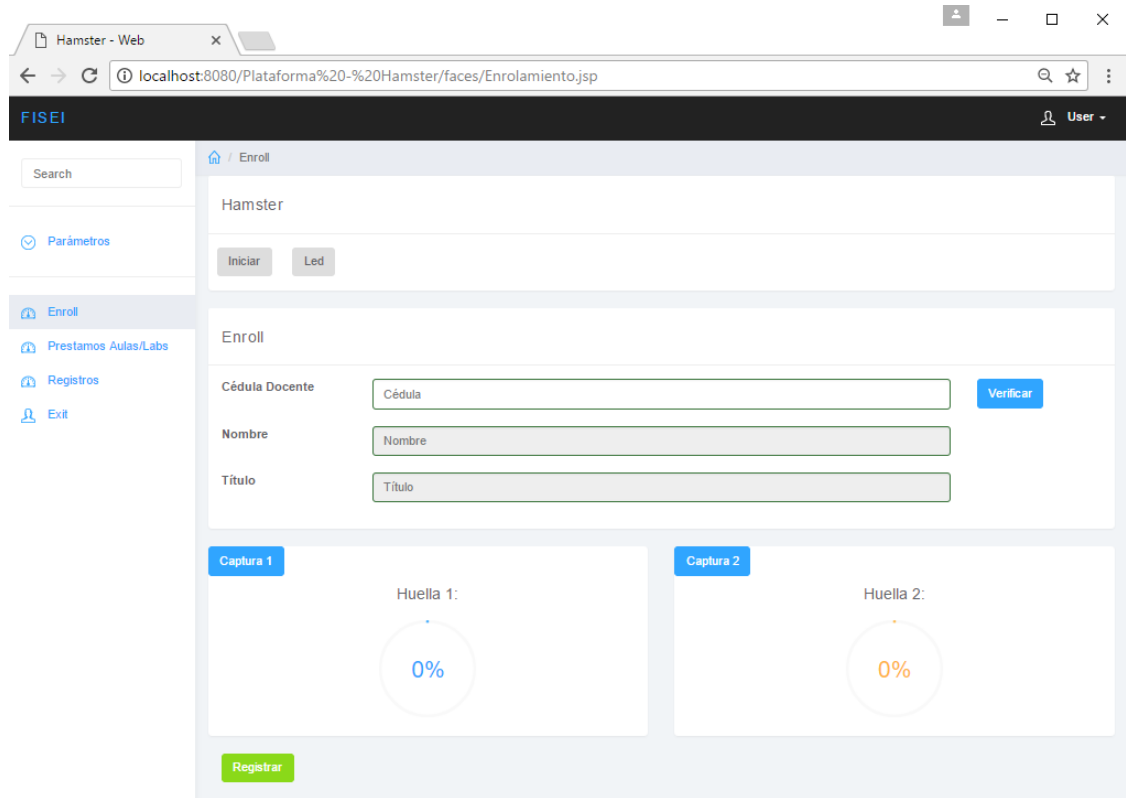 Hamster - Web
localhost:8080/Plataforma%20-%20Hamster/faces/Enrolamiento.jsp
FISEI
User
Search
/ Enroll
Hamster
Parámetros
Iniciar Led
Enroll
Prestamos Aulas/Labs
Registros
Exit
Enroll
Cédula Docente Cédula Verificar
Nombre Nombre
Título Título
Captura 1 Captura 2
Huella 1: Huella 2:
0% 0%
Registrar